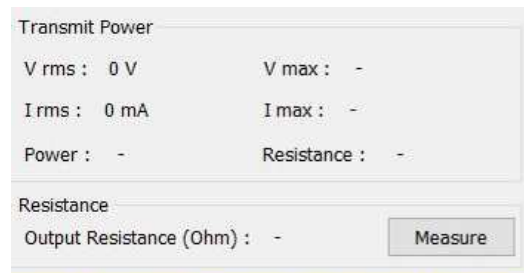 Transmit Power
V rms : 0 V V max : -
I rms : 0 mA I max : -
Power : - Resistance : -
Resistance
Output Resistance (Ohm) : - Measure